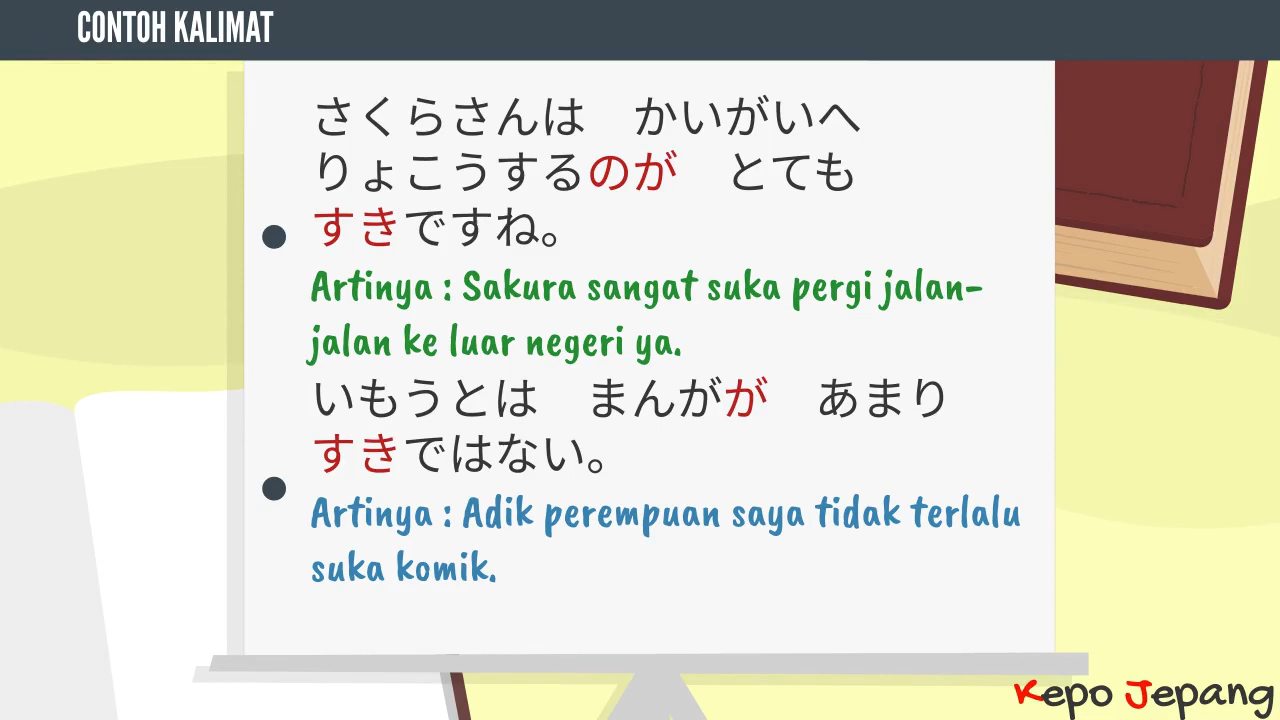 CONTOH KALIMAT
さくらさんは　かいがいへ
りょこうするのが　とても
すきですね。
Artinya : Sakura sangat suka pergi jalan-
jalan ke luar negeri ya.
いもうとは　まんがが　あまり
すきではない。
Artinya : Adik perempuan saya tidak terlalu
suka komik.
Kepo Jepang